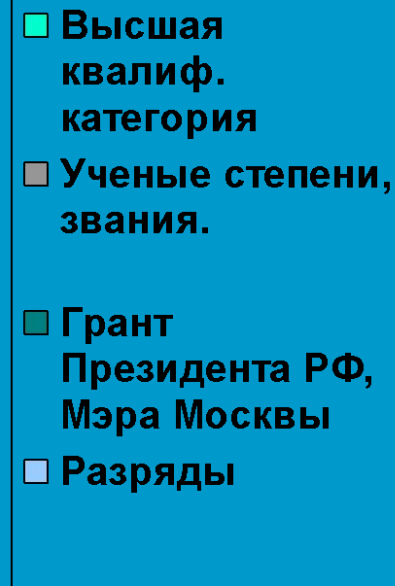 Высшая
квалиф.
категория
Ученые степени,
звания.
Грант
Президента РФ,
Мэра Москвы
Разряды